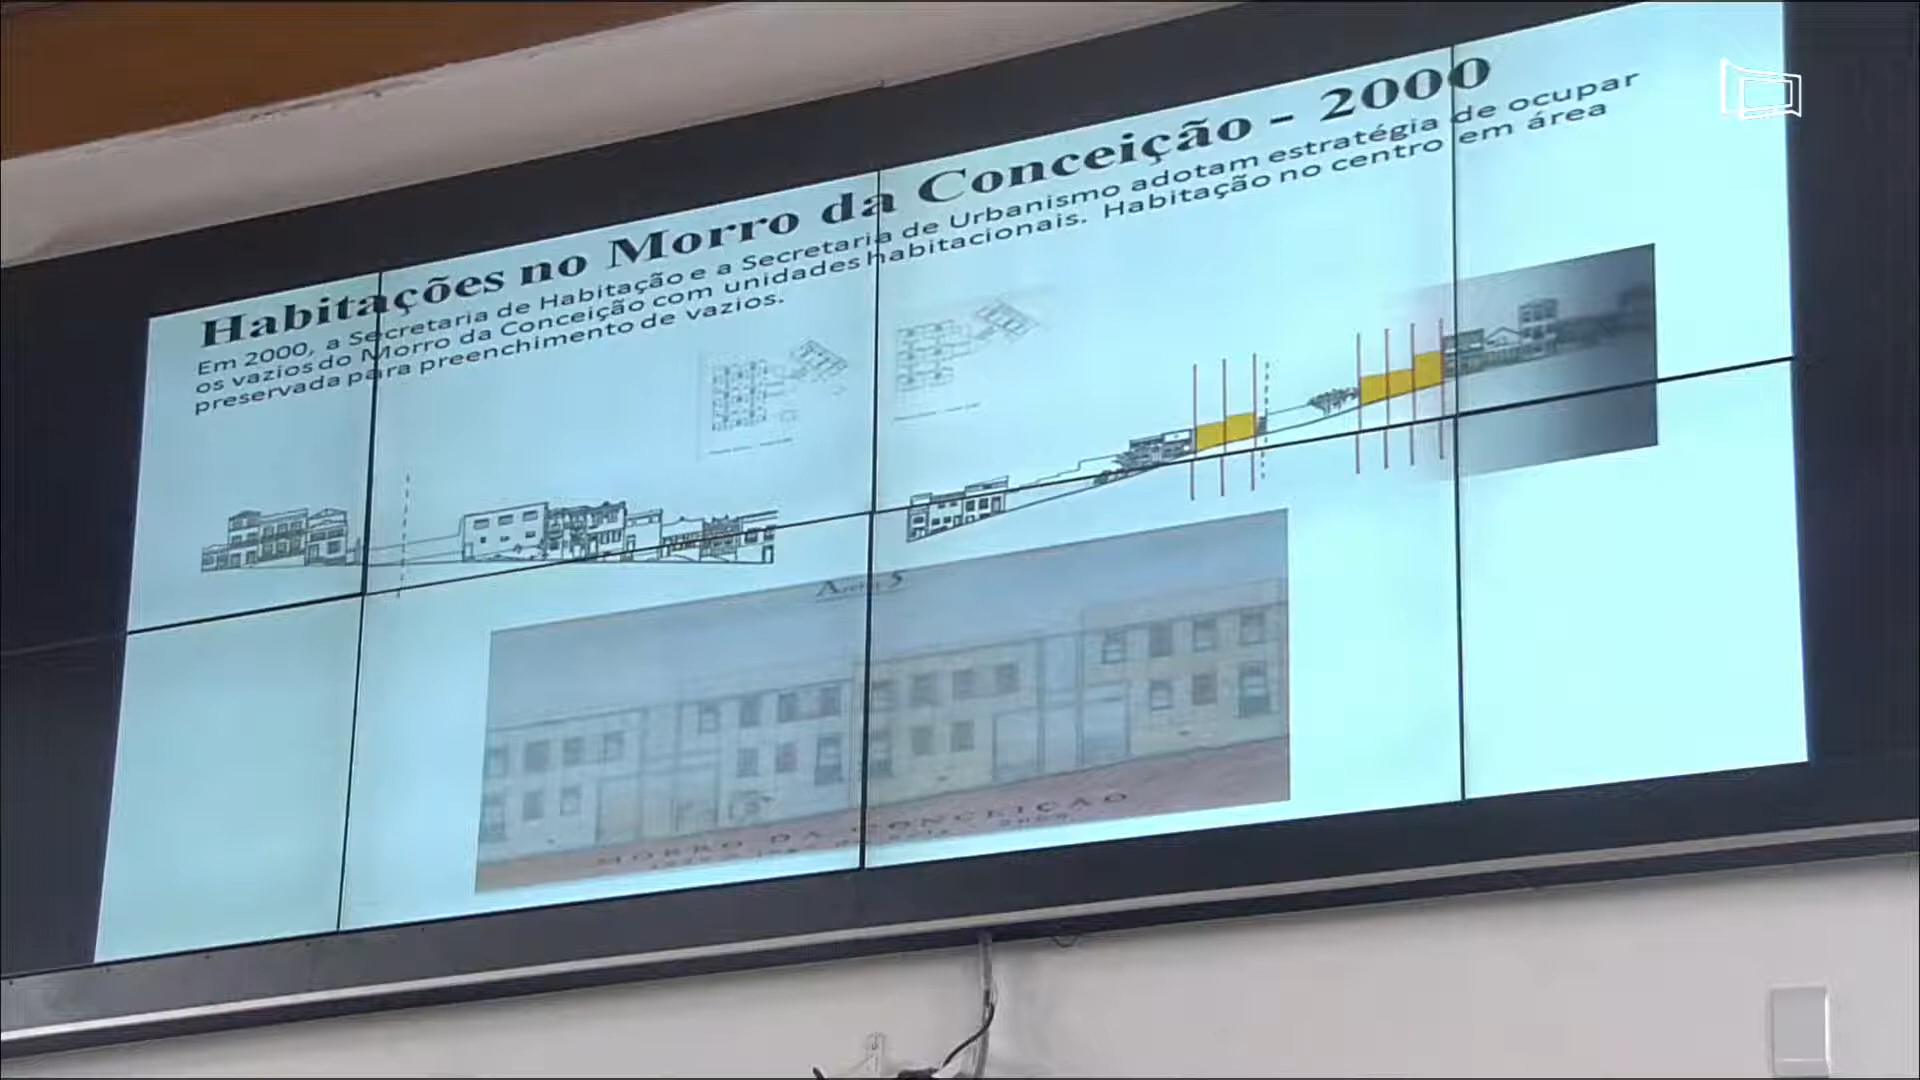 Habitações no Morro da Conceição - 2000
Em 2000, a Secretaria de Habitação e a Secretaria de Urbanismo adotam estratégia de ocupar
os vazios do Morro da Conceição com unidades habitacionais. Habitação no centro em área
preservada para preenchimento de vazios.
MORRO DA CONCEIÇÃO